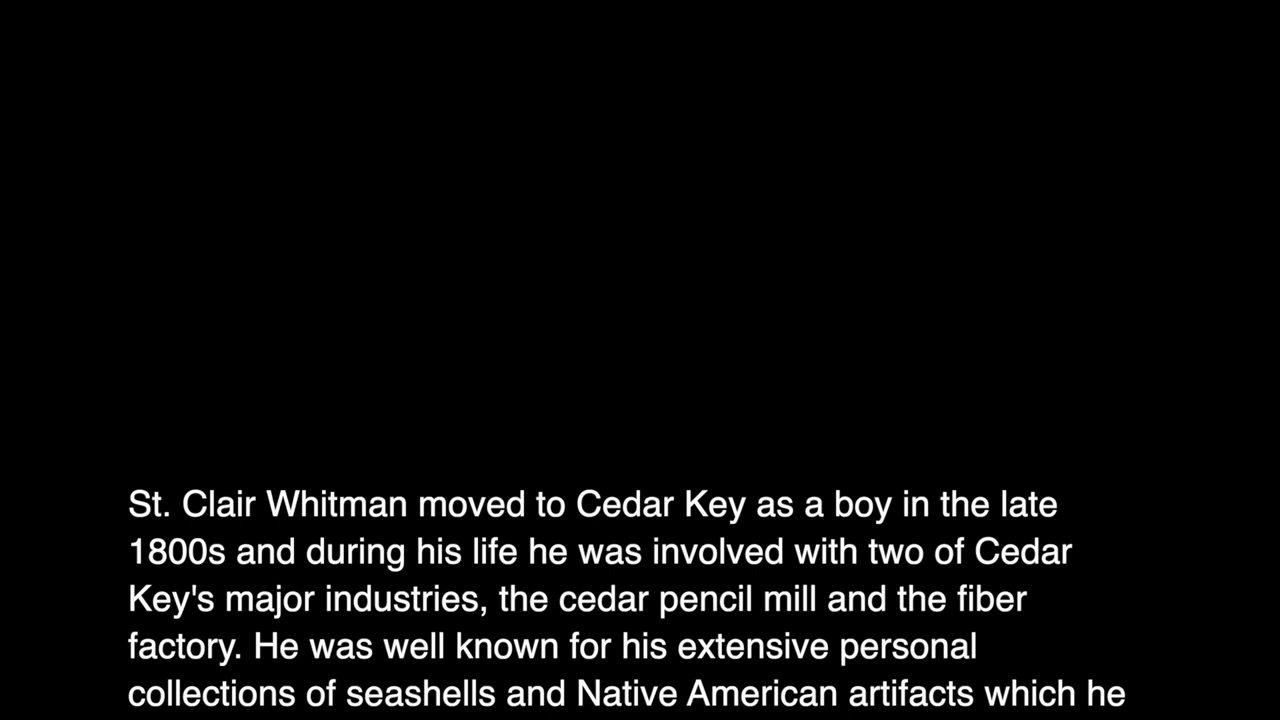 St. Clair Whitman moved to Cedar Key as a boy in the late
1800s and during his life he was involved with two of Cedar
Key's major industries, the cedar pencil mill and the fiber
factory. He was well known for his extensive personal
collections of seashells and Native American artifacts which he